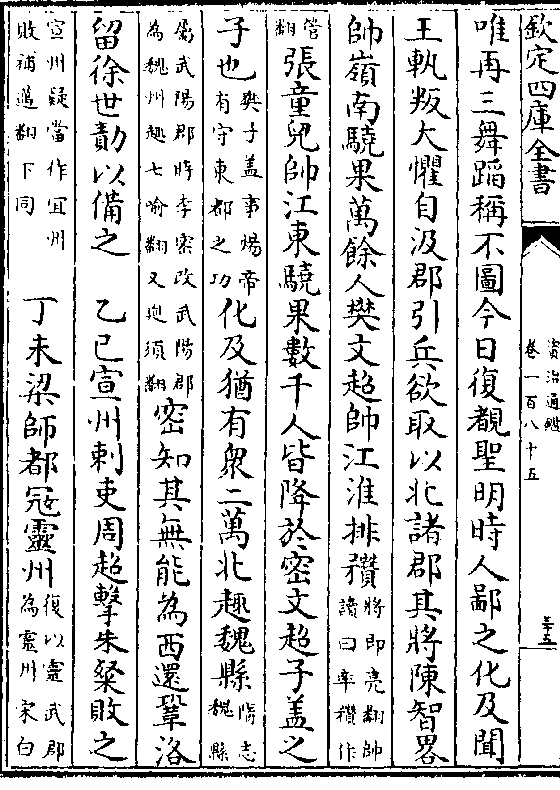 欽定四庫全書
資治通鑑
卷一百八十五
唯再三舞蹈稱不圖今日復覩聖明時人鄙之化及聞
王軌叛大懼自汲郡引兵欲取以北諸郡其將陳智畧
帥嶺南驍果萬餘人樊文超帥江淮排䂎將即亮翻帥讀曰率䂎作
管翻張童兒帥江東驍果數千人皆降於密文超子盖之
子也樊子盖事煬帝有守東都之功化及猶有衆二萬北趣魏縣隋志魏縣
屬武陽郡時李密改武陽郡為魏州趣七喻翻又逡須翻密知其無能為西還鞏洛
留徐世勣以備之 乙巳宣州刺史周超擊朱粲敗之
宣州疑當作宜州敗補邁翻下同 丁未梁師都冦靈州復以靈武郡為靈州宋白